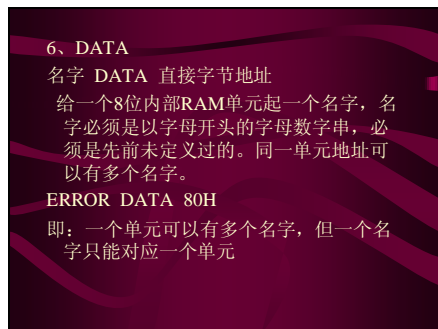 6、DATA
名字 DATA 直接字节地址
给一个8位内部RAM单元起一个名字，名
字必须是以字母开头的字母数字串，必
须是先前未定义过的。同一单元地址可
以有多个名字。
ERROR DATA 80H
即：一个单元可以有多个名字，但一个名
字只能对应一个单元